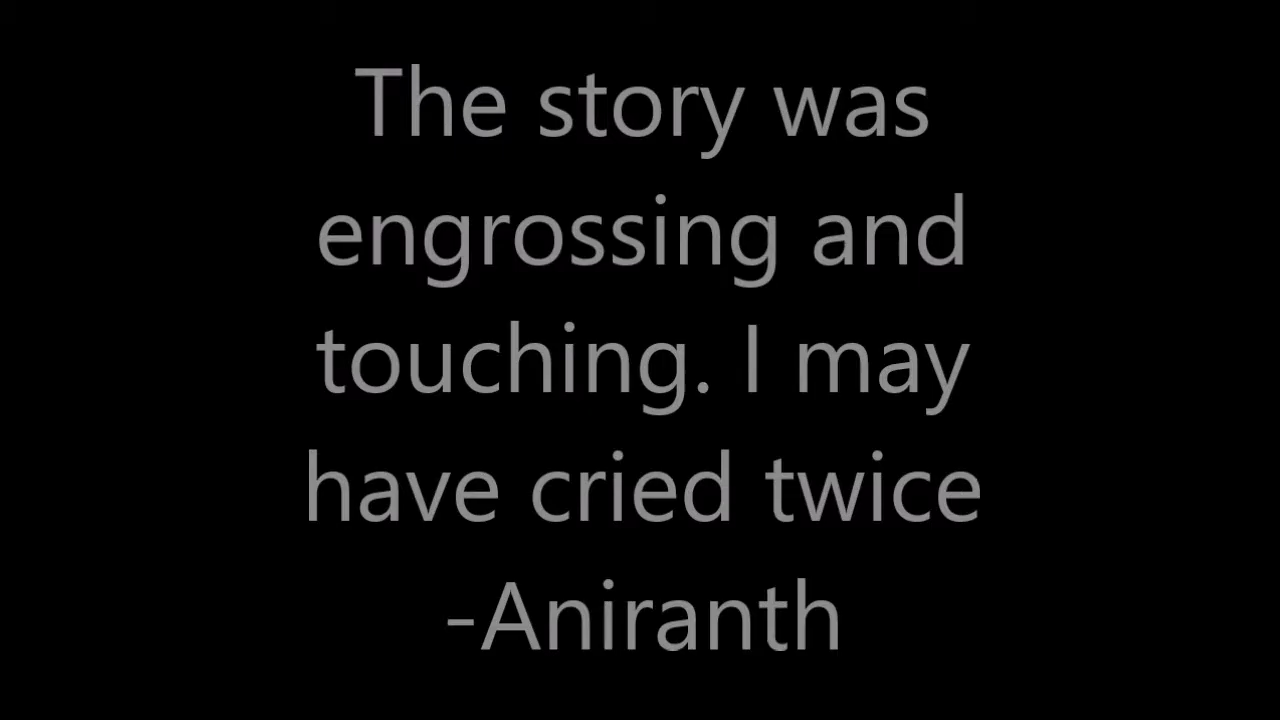 The story was
engrossing and
touching. I may
have cried twice
-Aniranth